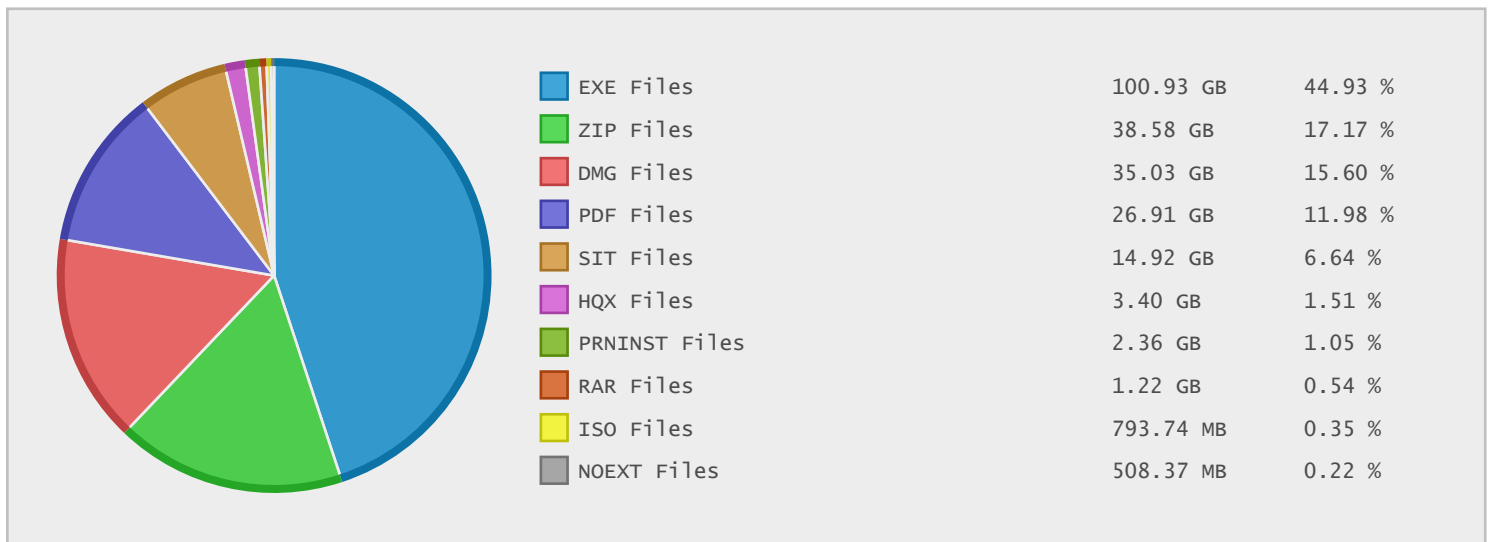 EXE Files 100.93 GB 44.93 %
ZIP Files 38.58 GB 17.17 %
DMG Files 35.03 GB 15.60 %
PDF Files 26.91 GB 11.98 %
SIT Files 14.92 GB 6.64 %
HQX Files 3.40 GB 1.51 %
PRNINST Files 2.36 GB 1.05 %
RAR Files 1.22 GB 0.54 %
ISO Files 793.74 MB 0.35 %
NOEXT Files 508.37 MB 0.22 %